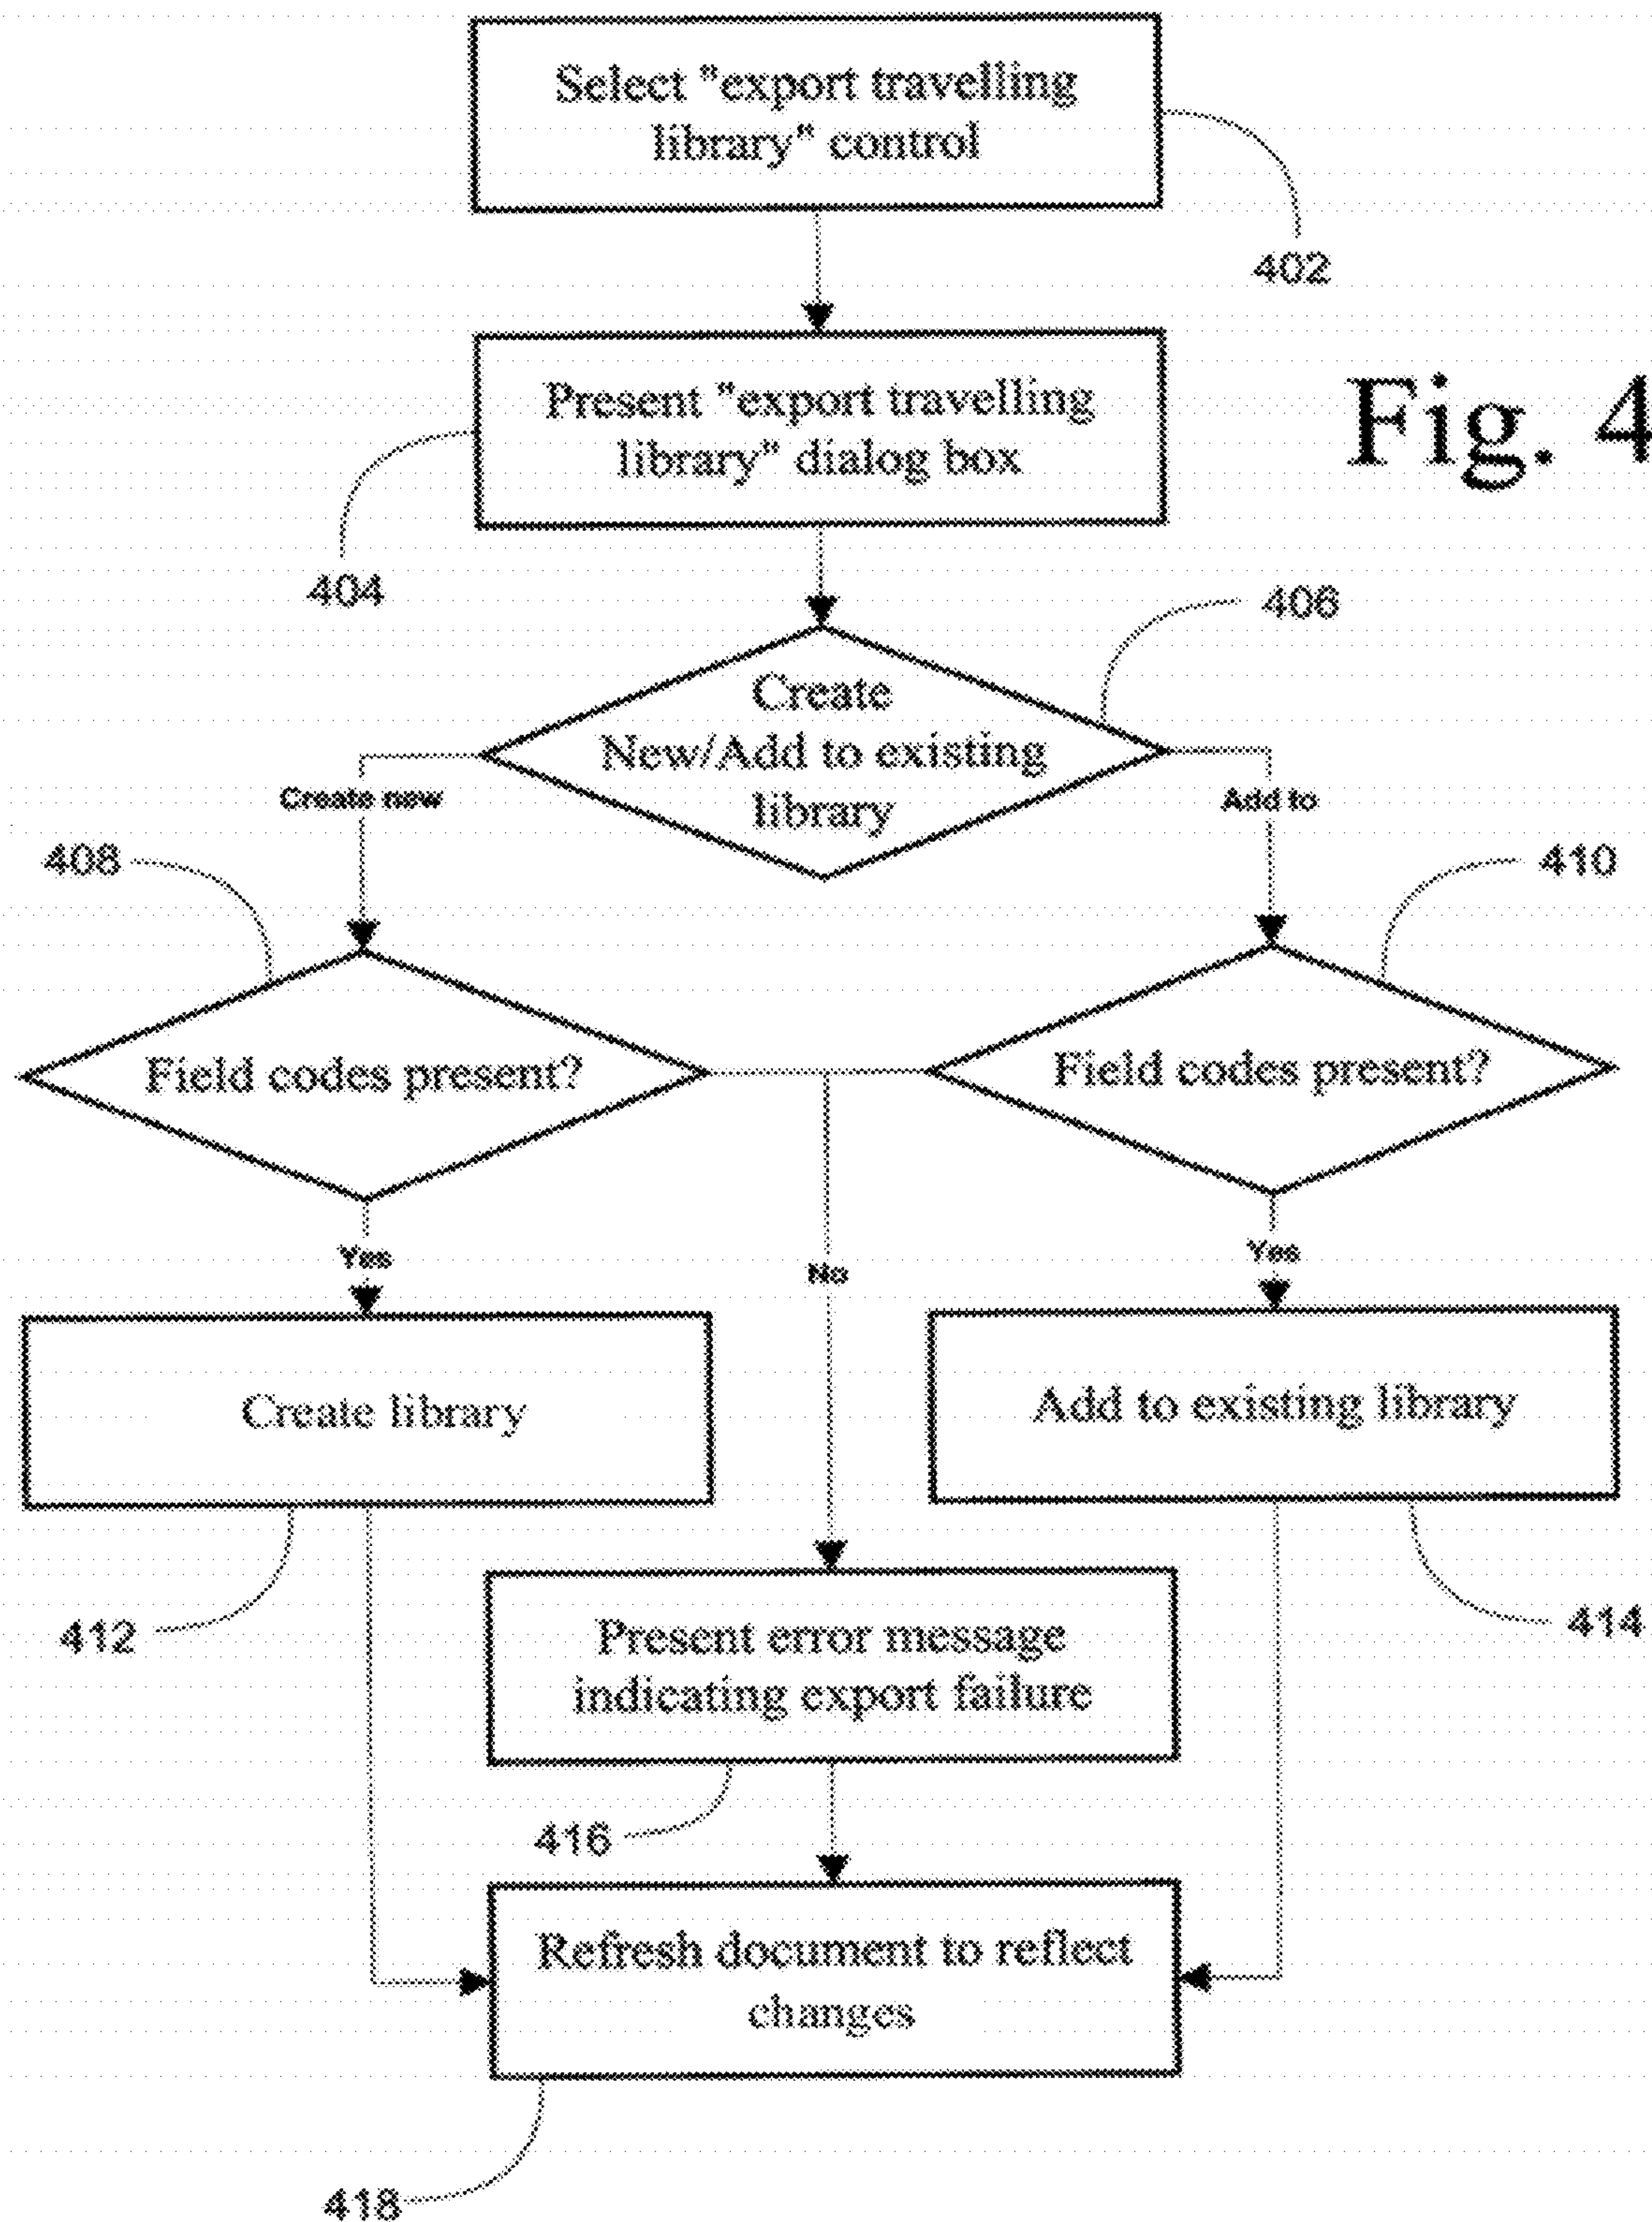 Select "export travelling
library" control
402
Present "export travelling
library" dialog box
Fig. 4
404
406
Create
New/Add to existing
library
Create new
Add to
408
410
Field codes present?
Field codes present?
Yes
No
Yes
Create library
Add to existing library
412
414
Present error message
indicating export failure
416
Refresh document to reflect
changes
418